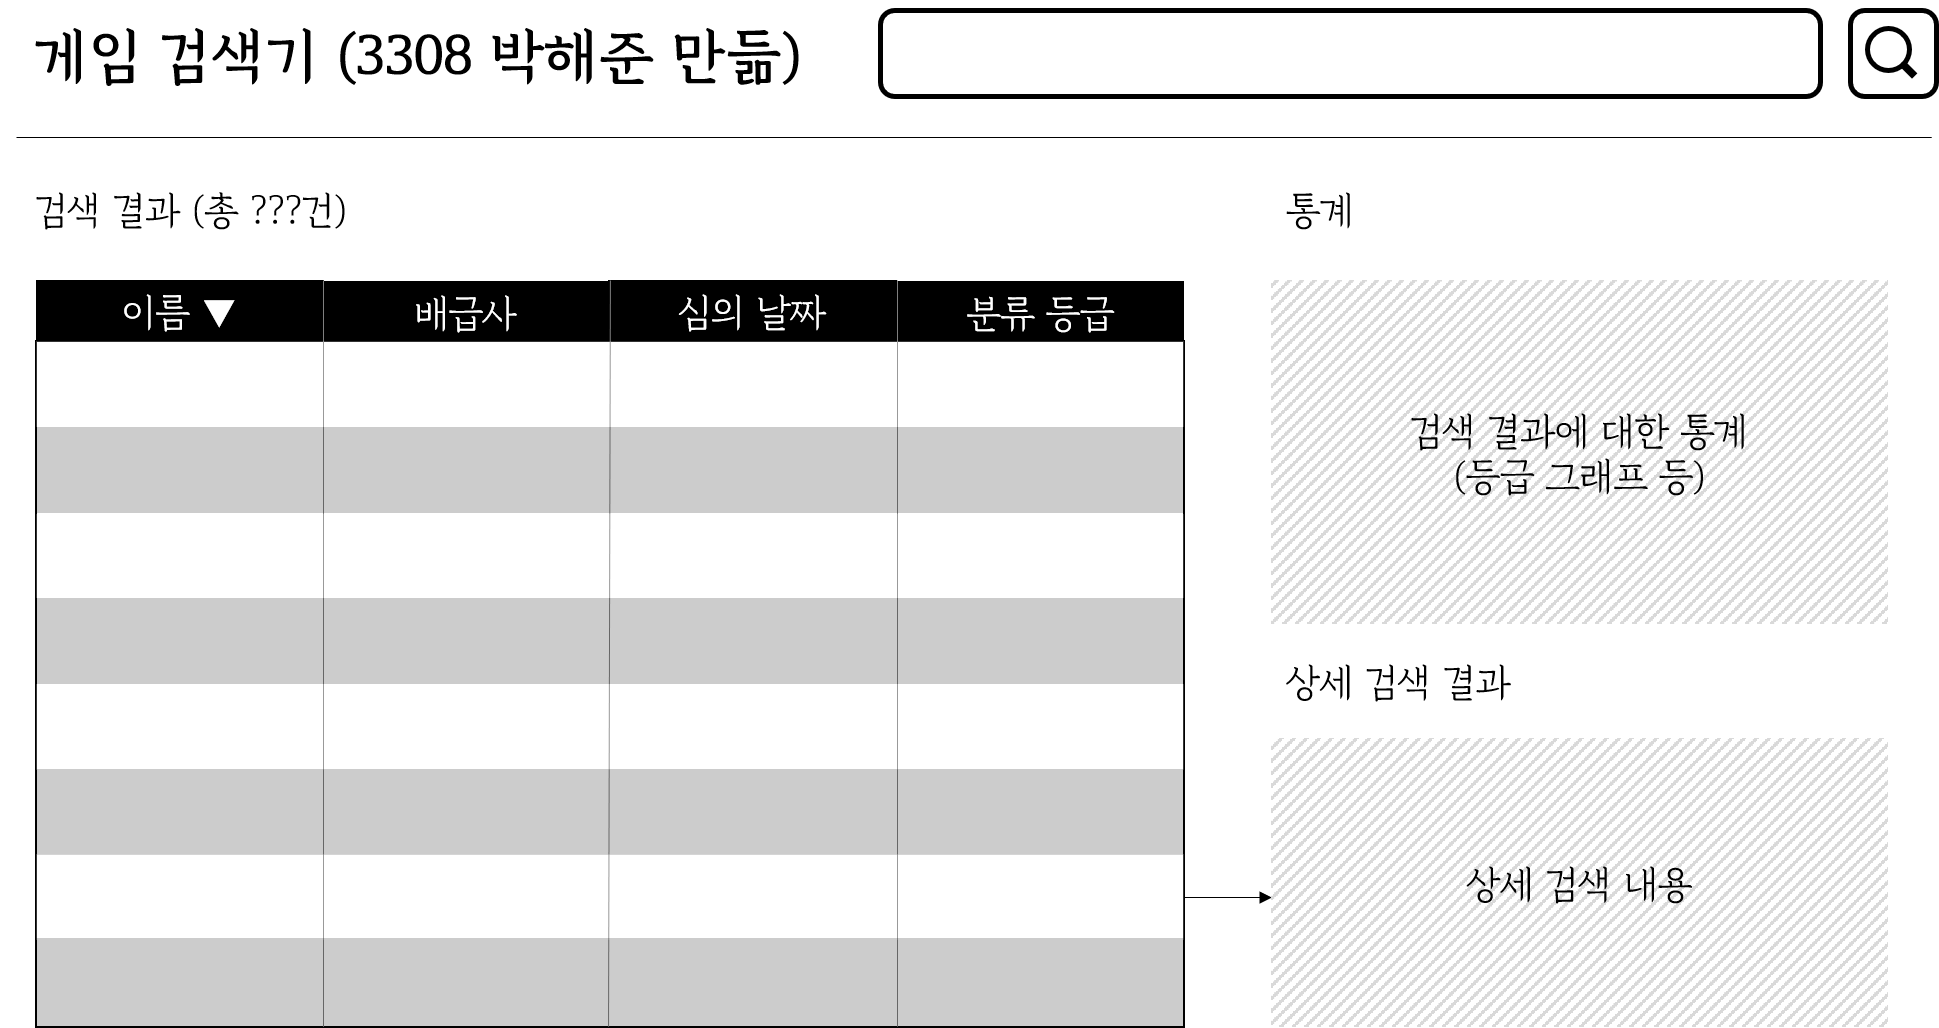 게임 검색기 (3308 박해준 만듦)
검색 결과 (총 ???건)
이름 ▼
배급사
심의 날짜
분류 등급
통계
검색 결과에 대한 통계
(등급 그래프 등)
상세 검색 결과
상세 검색 내용